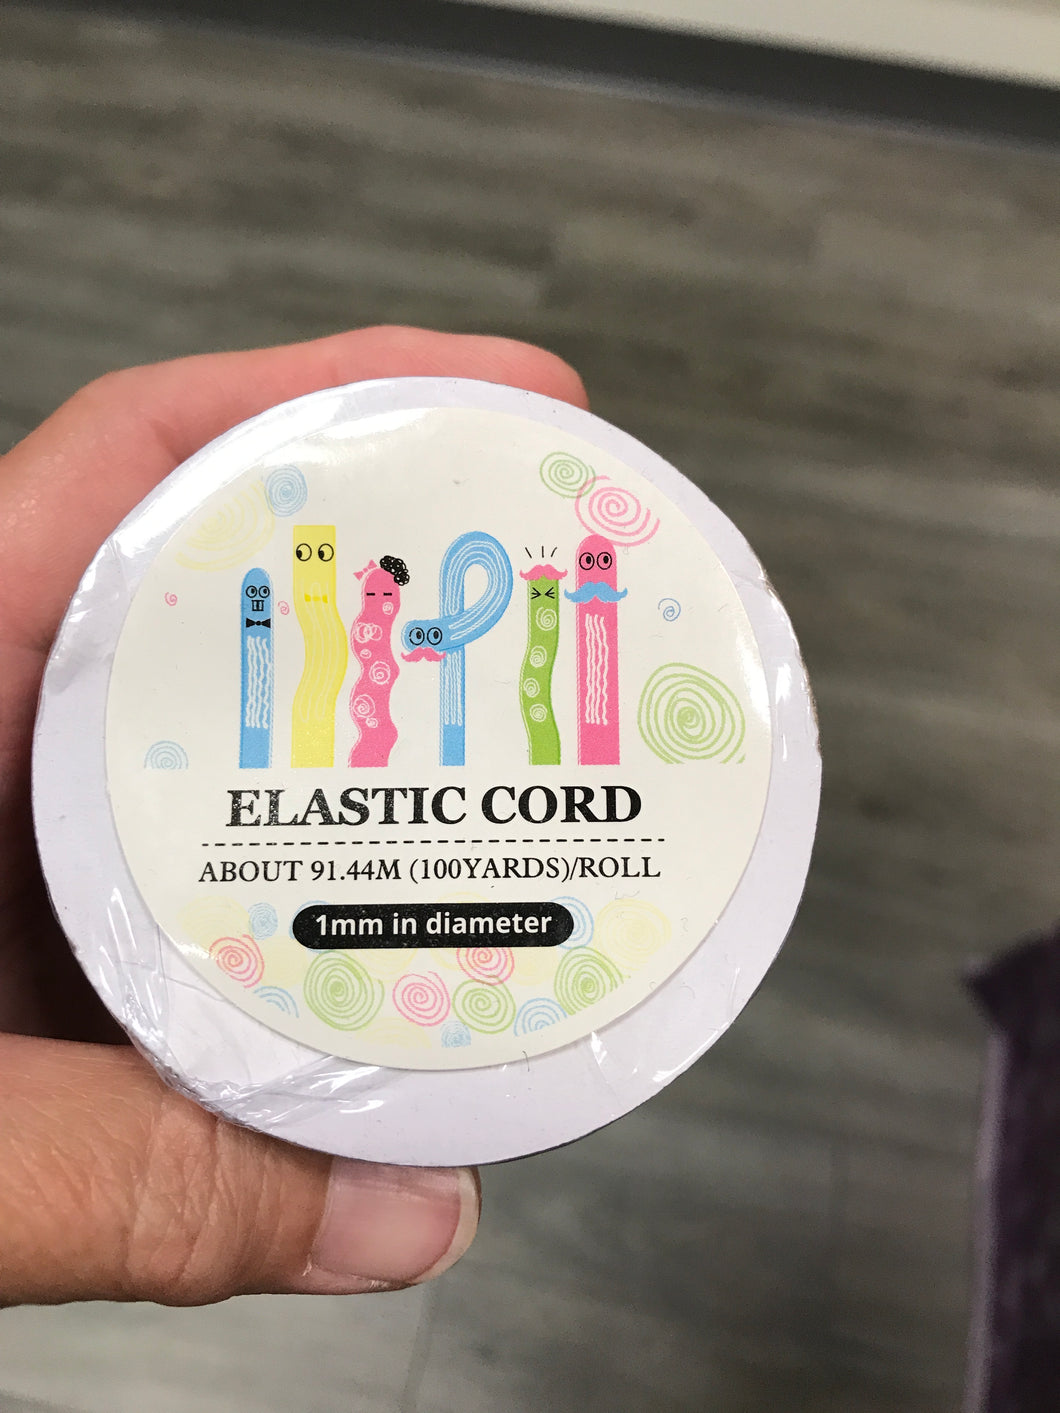 ELASTIC CORD
ABOUT 91.44M (100YARDS)/ROLL
1mm in diameter